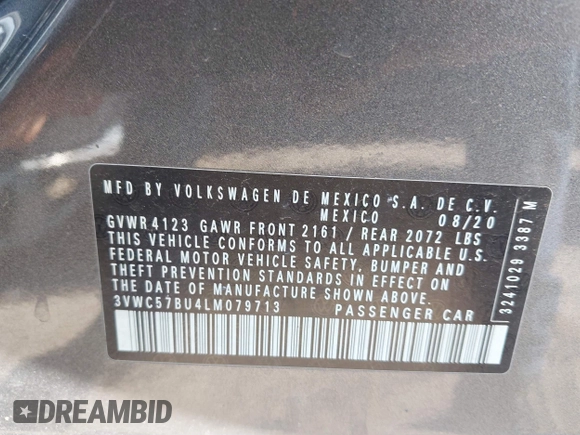 MFD BY VOLKSWAGEN DE MEXICO S.A. DE C.V.
MEXICO 08/20
GVWR 4123 GAWR FRONT 2161 / REAR 2072 LBS
THIS VEHICLE CONFORMS TO ALL APPLICABLE U.S.
FEDERAL MOTOR VEHICLE SAFETY, BUMPER AND
THEFT PREVENTION STANDARDS IN EFFECT ON
THE DATE OF MANUFACTURE SHOWN ABOVE.
3VWC57BU4LM079713 PASSENGER CAR
3241029 3387 M
DREAMBID